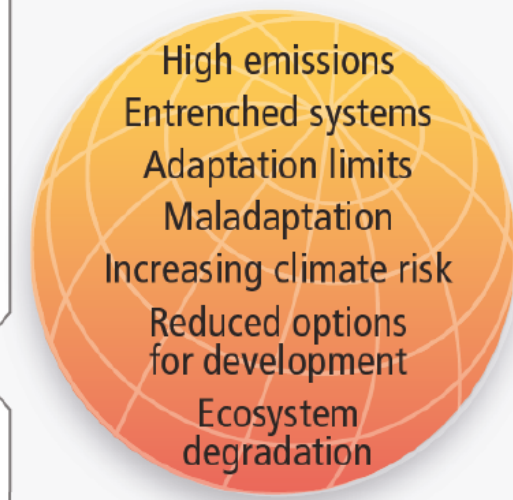 High emissions
Entrenched systems
Adaptation limits
Maladaptation
Increasing climate risk
Reduced options
for development
Ecosystem
degradation